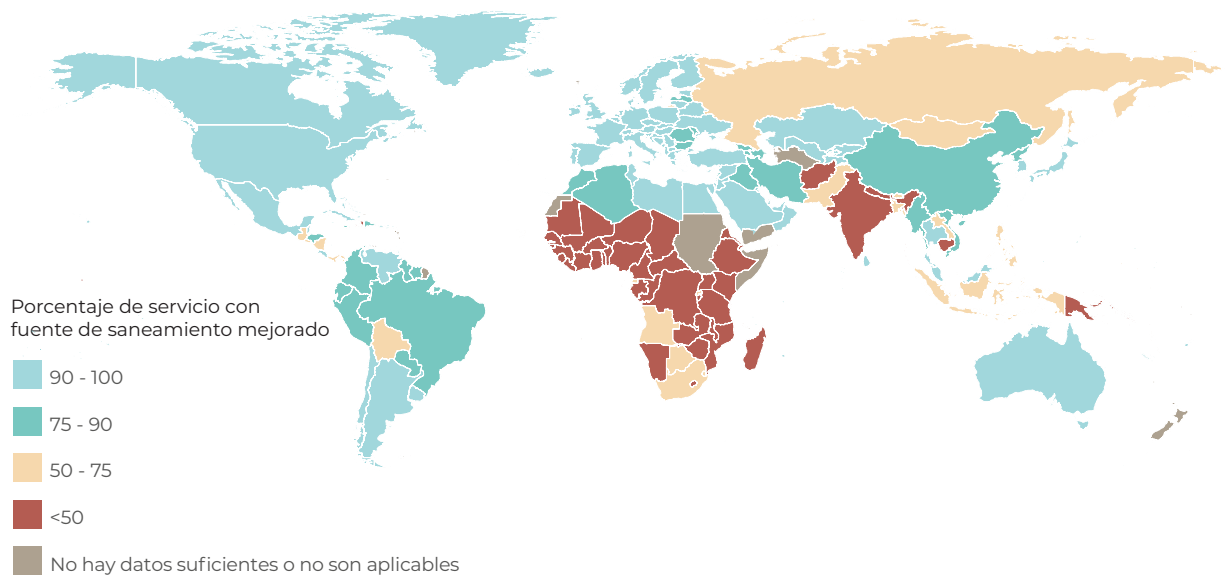 Porcentaje de servicio con
fuente de saneamiento mejorado
90 - 100
75 - 90
50 - 75
<50
No hay datos suficientes o no son aplicables